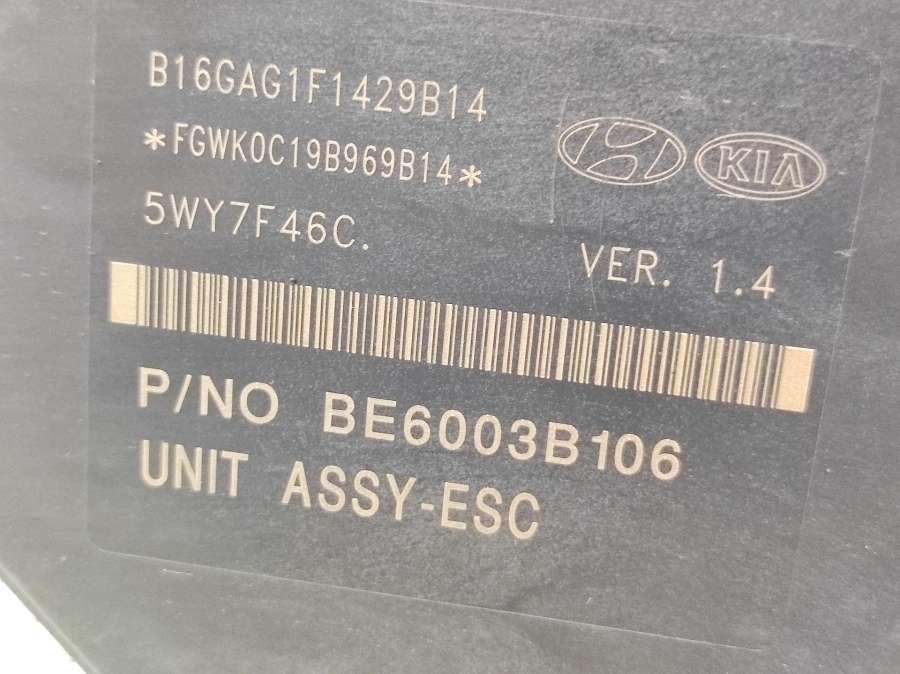 B16GAG1F1429B14
*FGWK0C19B969B14*
5WY7F46C.
KIA
VER. 1.4
P/NO BE6003B106
UNIT ASSY-ESC